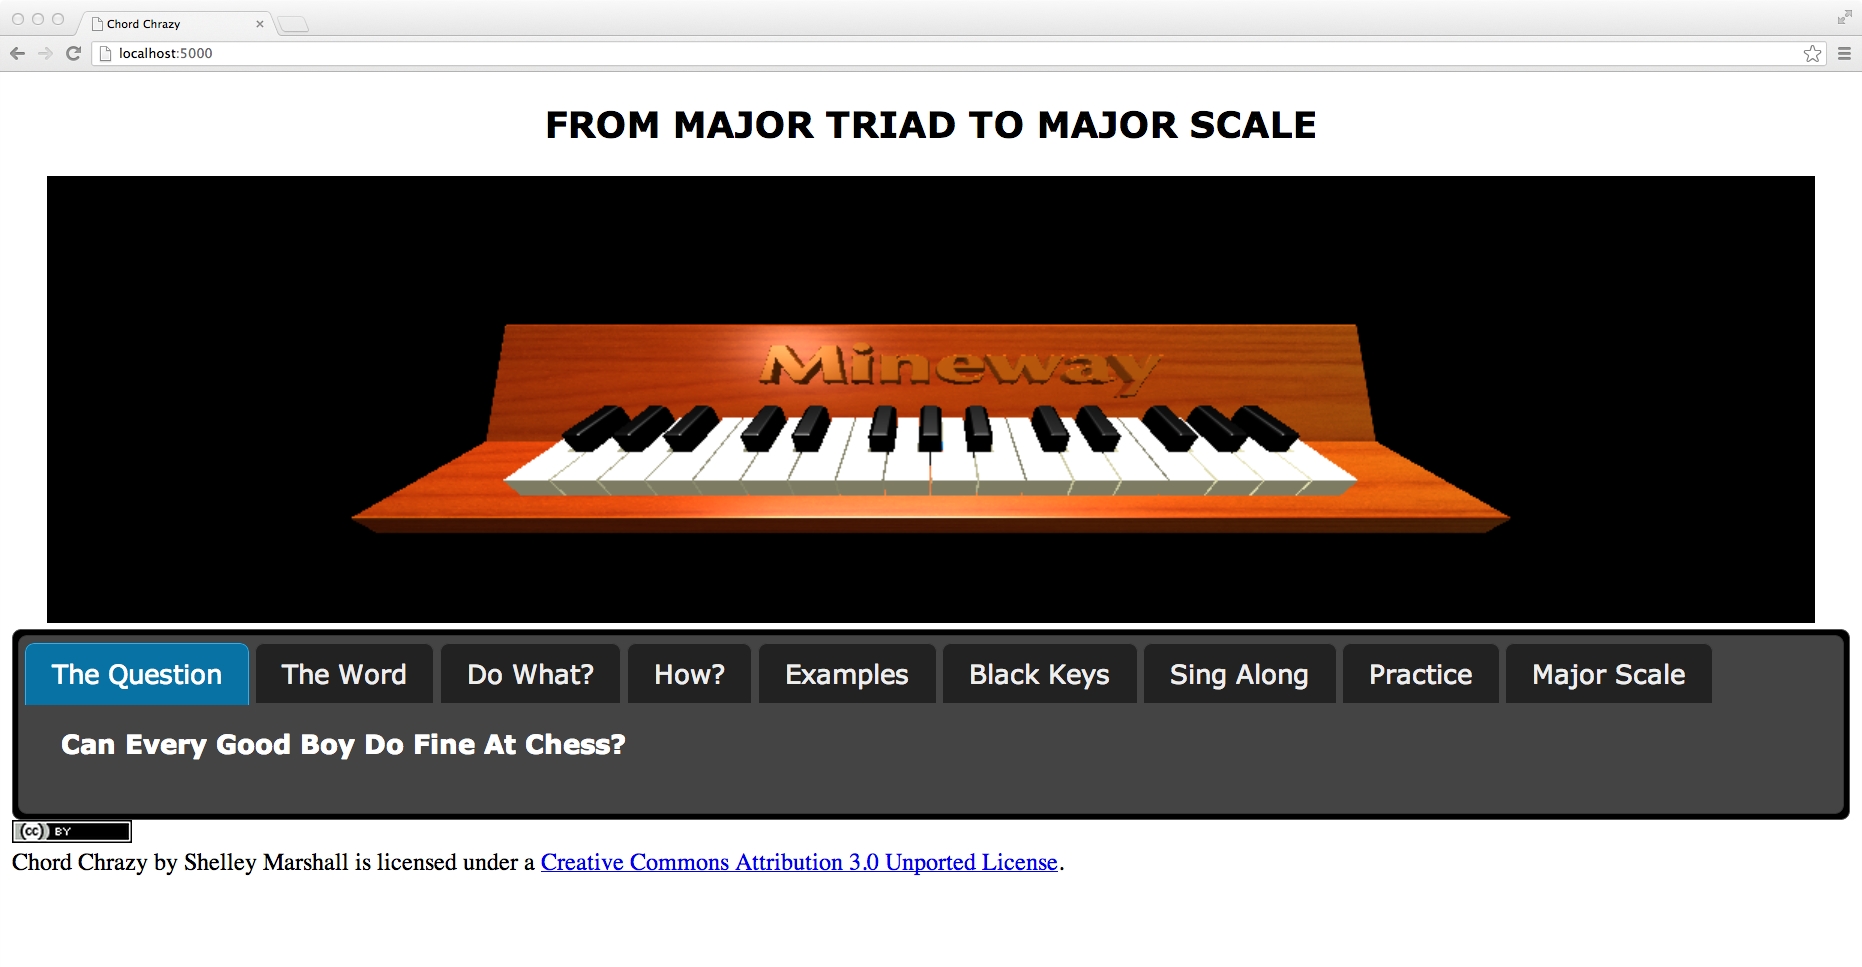 Chord Chrazy
localhost:5000
FROM MAJOR TRIAD TO MAJOR SCALE
Mineway
The Question The Word Do What? How? Examples Black Keys Sing Along Practice Major Scale
Can Every Good Boy Do Fine At Chess?
(cc) BY
Chord Chrazy by Shelley Marshall is licensed under a Creative Commons Attribution 3.0 Unported License.